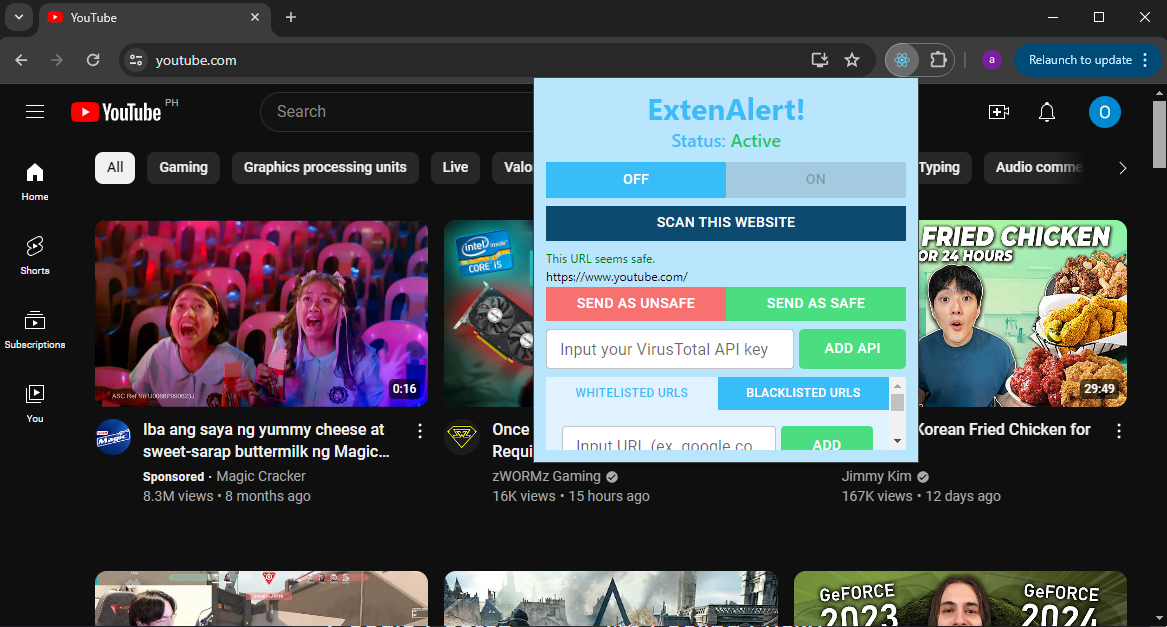 YouTube
youtube.com
a
Relaunch to update
YouTube PH
Search
O
ExtenAlert!
Status: Active
OFF
ON
SCAN THIS WEBSITE
This URL seems safe.
https://www.youtube.com/
SEND AS UNSAFE
SEND AS SAFE
Input your VirusTotal API key
ADD API
WHITELISTED URLS
BLACKLISTED URLS
Input URL (ex. google.co
ADD
All
Gaming
Graphics processing units
Live
Valo
Typing
Audio comme
Home
Shorts
Subscriptions
You
0:16
Magic
Iba ang saya ng yummy cheese at
sweet-sarap buttermilk ng Magic...
Sponsored · Magic Cracker
8.3M views • 8 months ago
intel inside
CORE i5
Once
Requi
zWORMz Gaming
16K views • 15 hours ago
FRIED CHICKEN
OR 24 HOURS
29:49
Korean Fried Chicken for
Jimmy Kim
167K views • 12 days ago
GeFORCE
2023
GeFORCE
2024